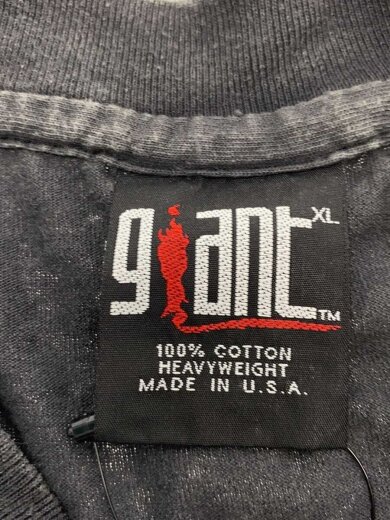 giant XL
TM
100% COTTON
HEAVYWEIGHT
MADE IN U.S.A.